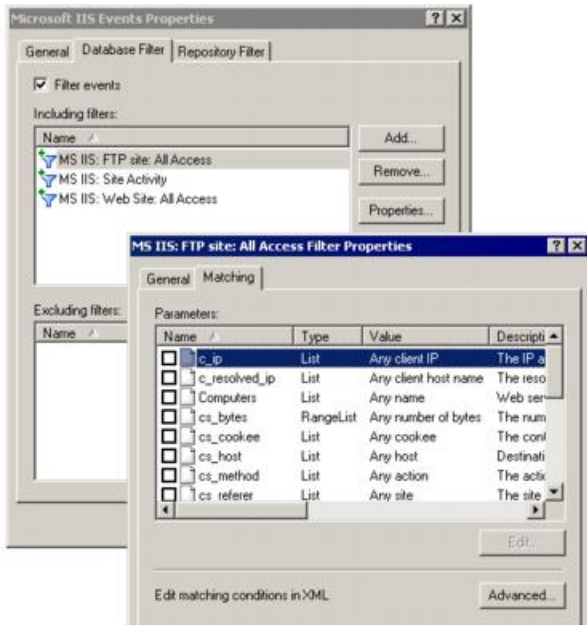 Microsoft IIS Events Properties
General Database Filter Repository Filter
Filter events
Including filters:
Name
Add...
MS IIS: FTP site: All Access
MS IIS: Site Activity
Remove...
MS IIS: Web Site: All Access
Properties...
MS IIS: FTP site: All Access Filter Properties
General Matching
Excluding filters:
Name
Parameters:
Name Type Value Descripti
c_ip List Any client IP The IP a
c_resolved_ip List Any client host name The reso
Computers List Any name Web serv
cs_bytes RangeList Any number of bytes The num
cs_cookee List Any cookee The cont
cs_host List Any host Destinati
cs_method List Any action The actic
cs_referer List Any site The site
Edit...
Edit matching conditions in XML Advanced...